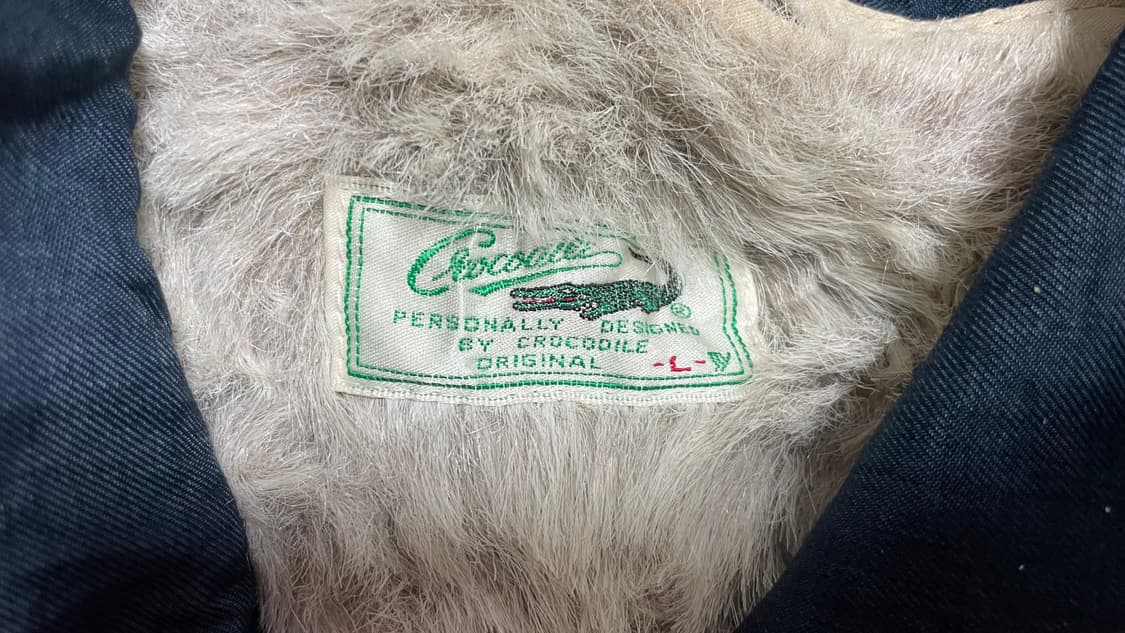 Crocodile
®
PERSONALLY DESIGNED
BY CROCODILE
ORIGINAL -L-